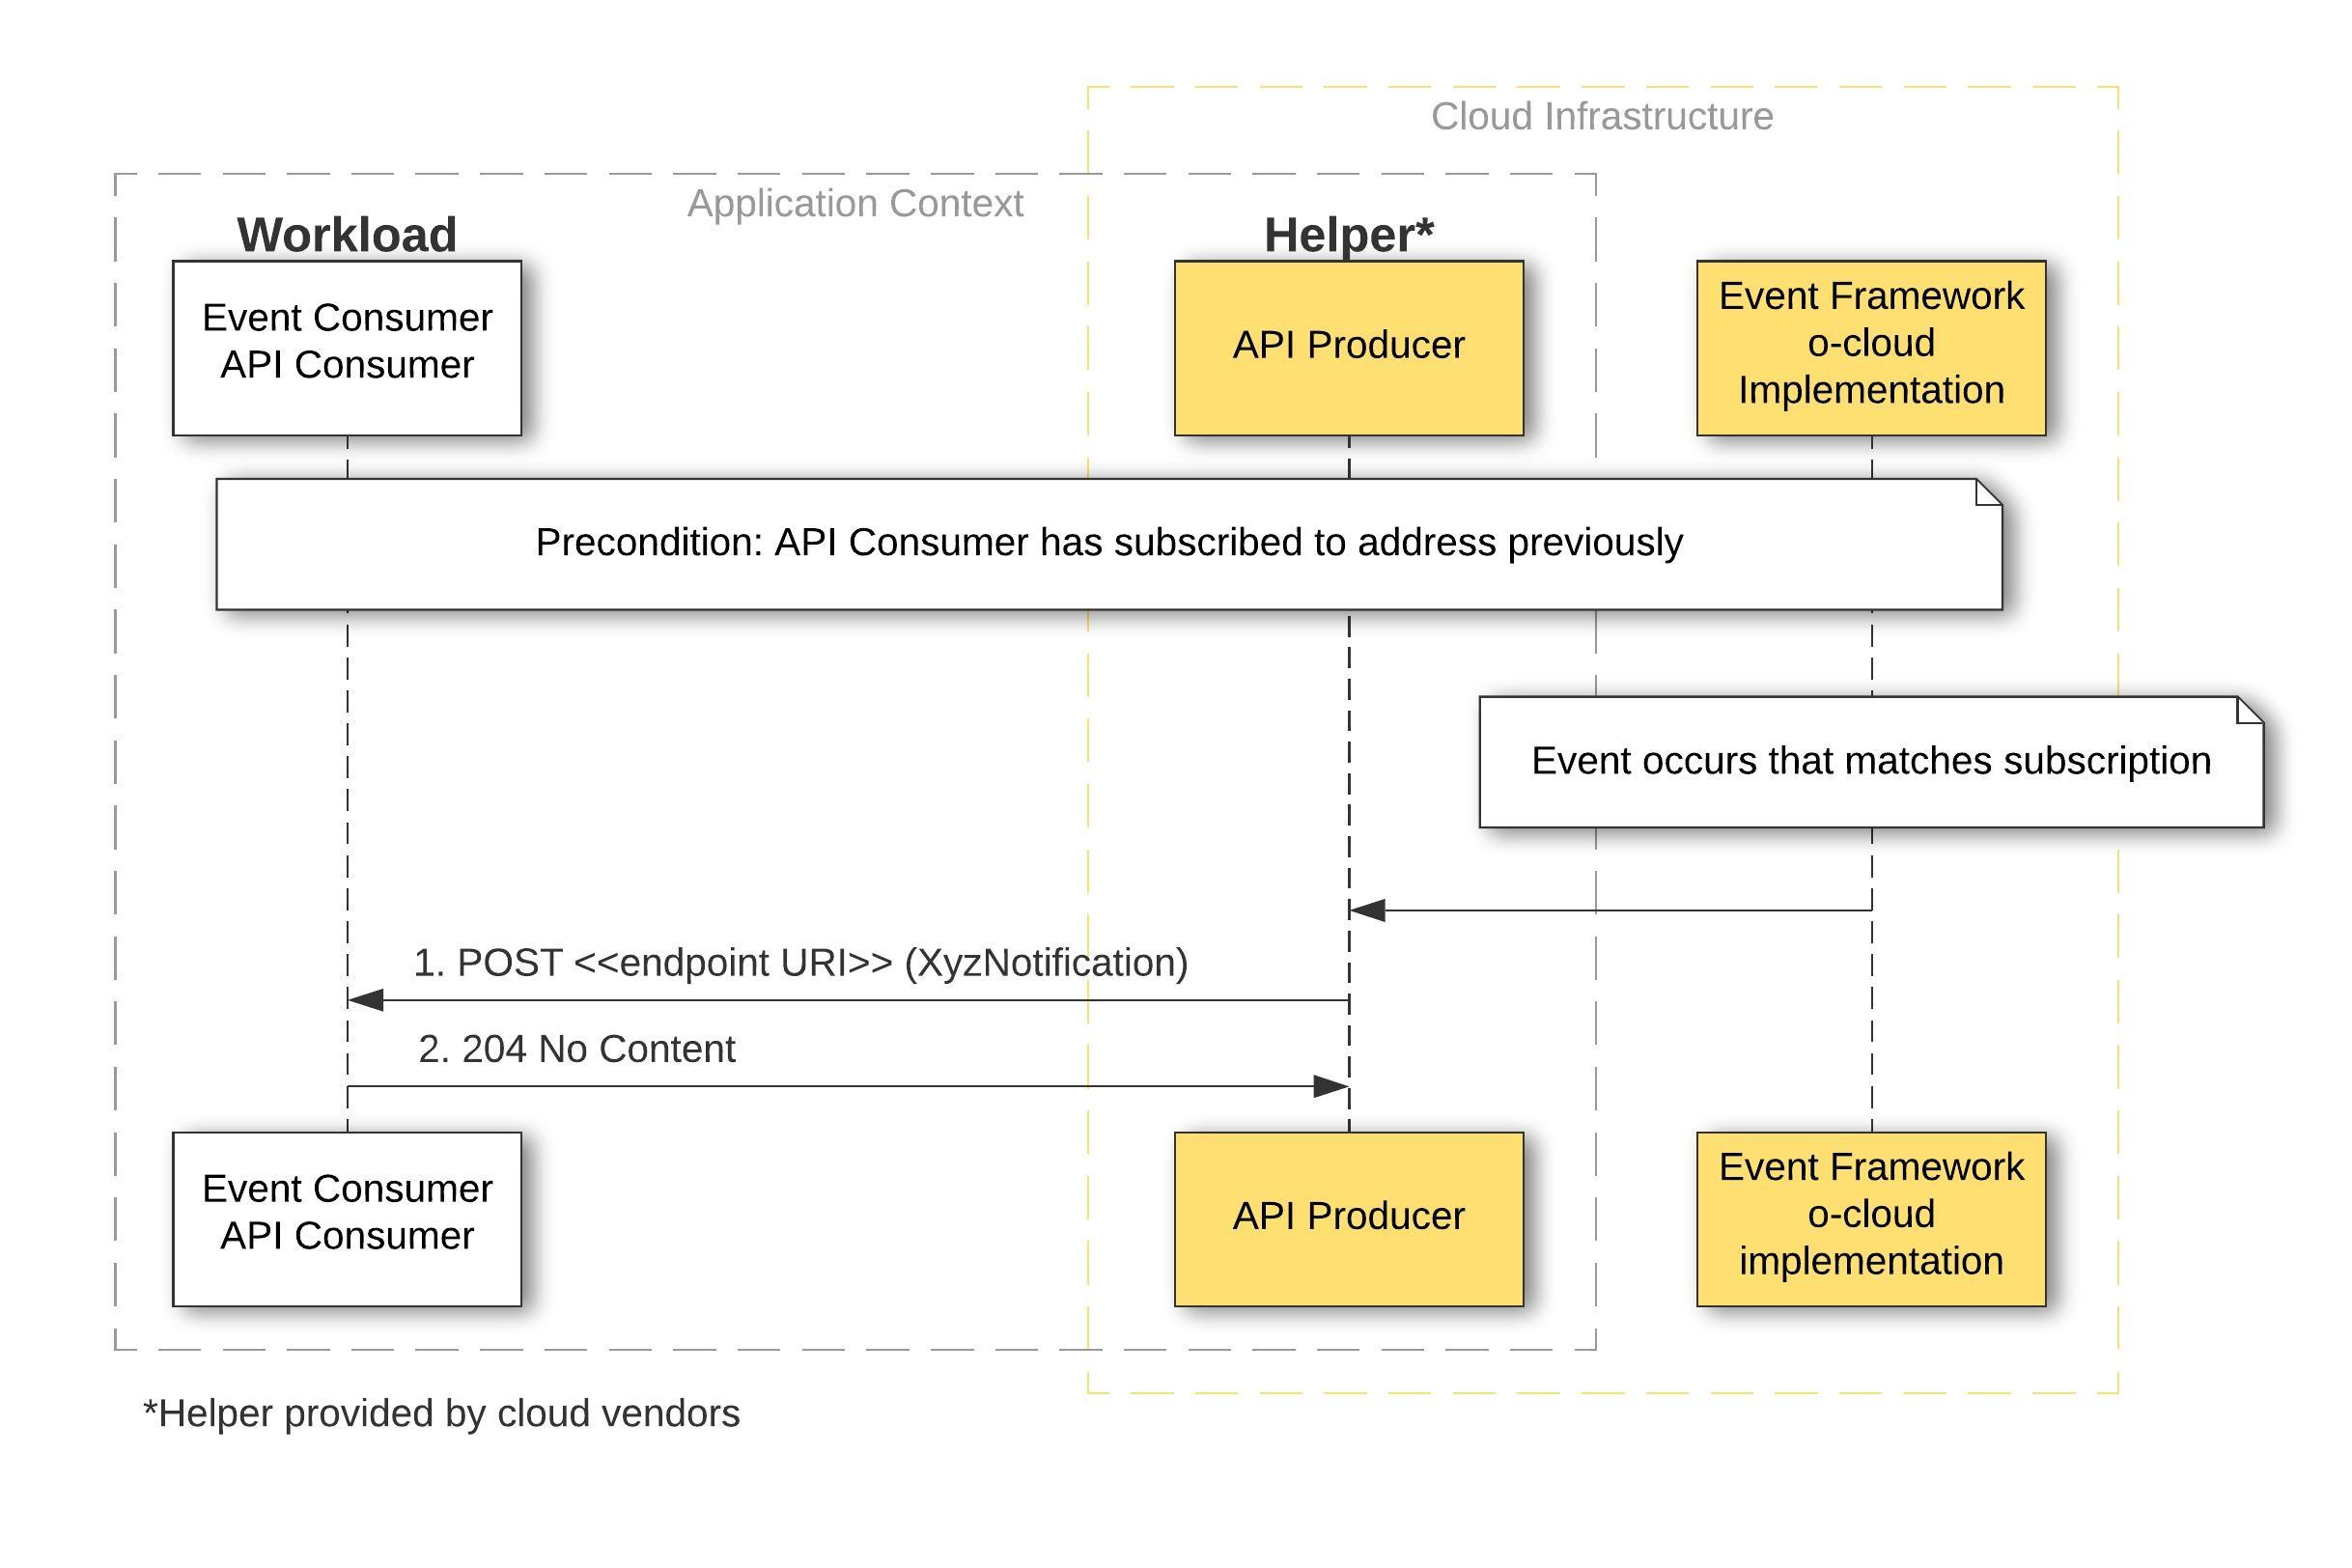 Cloud Infrastructure
Application Context
Workload
Helper*
Event Consumer
API Consumer
API Producer
Event Framework
o-cloud
Implementation
Precondition: API Consumer has subscribed to address previously
Event occurs that matches subscription
1. POST <<endpoint URI>> (XyzNotification)
2. 204 No Content
Event Consumer
API Consumer
API Producer
Event Framework
o-cloud
implementation
*Helper provided by cloud vendors